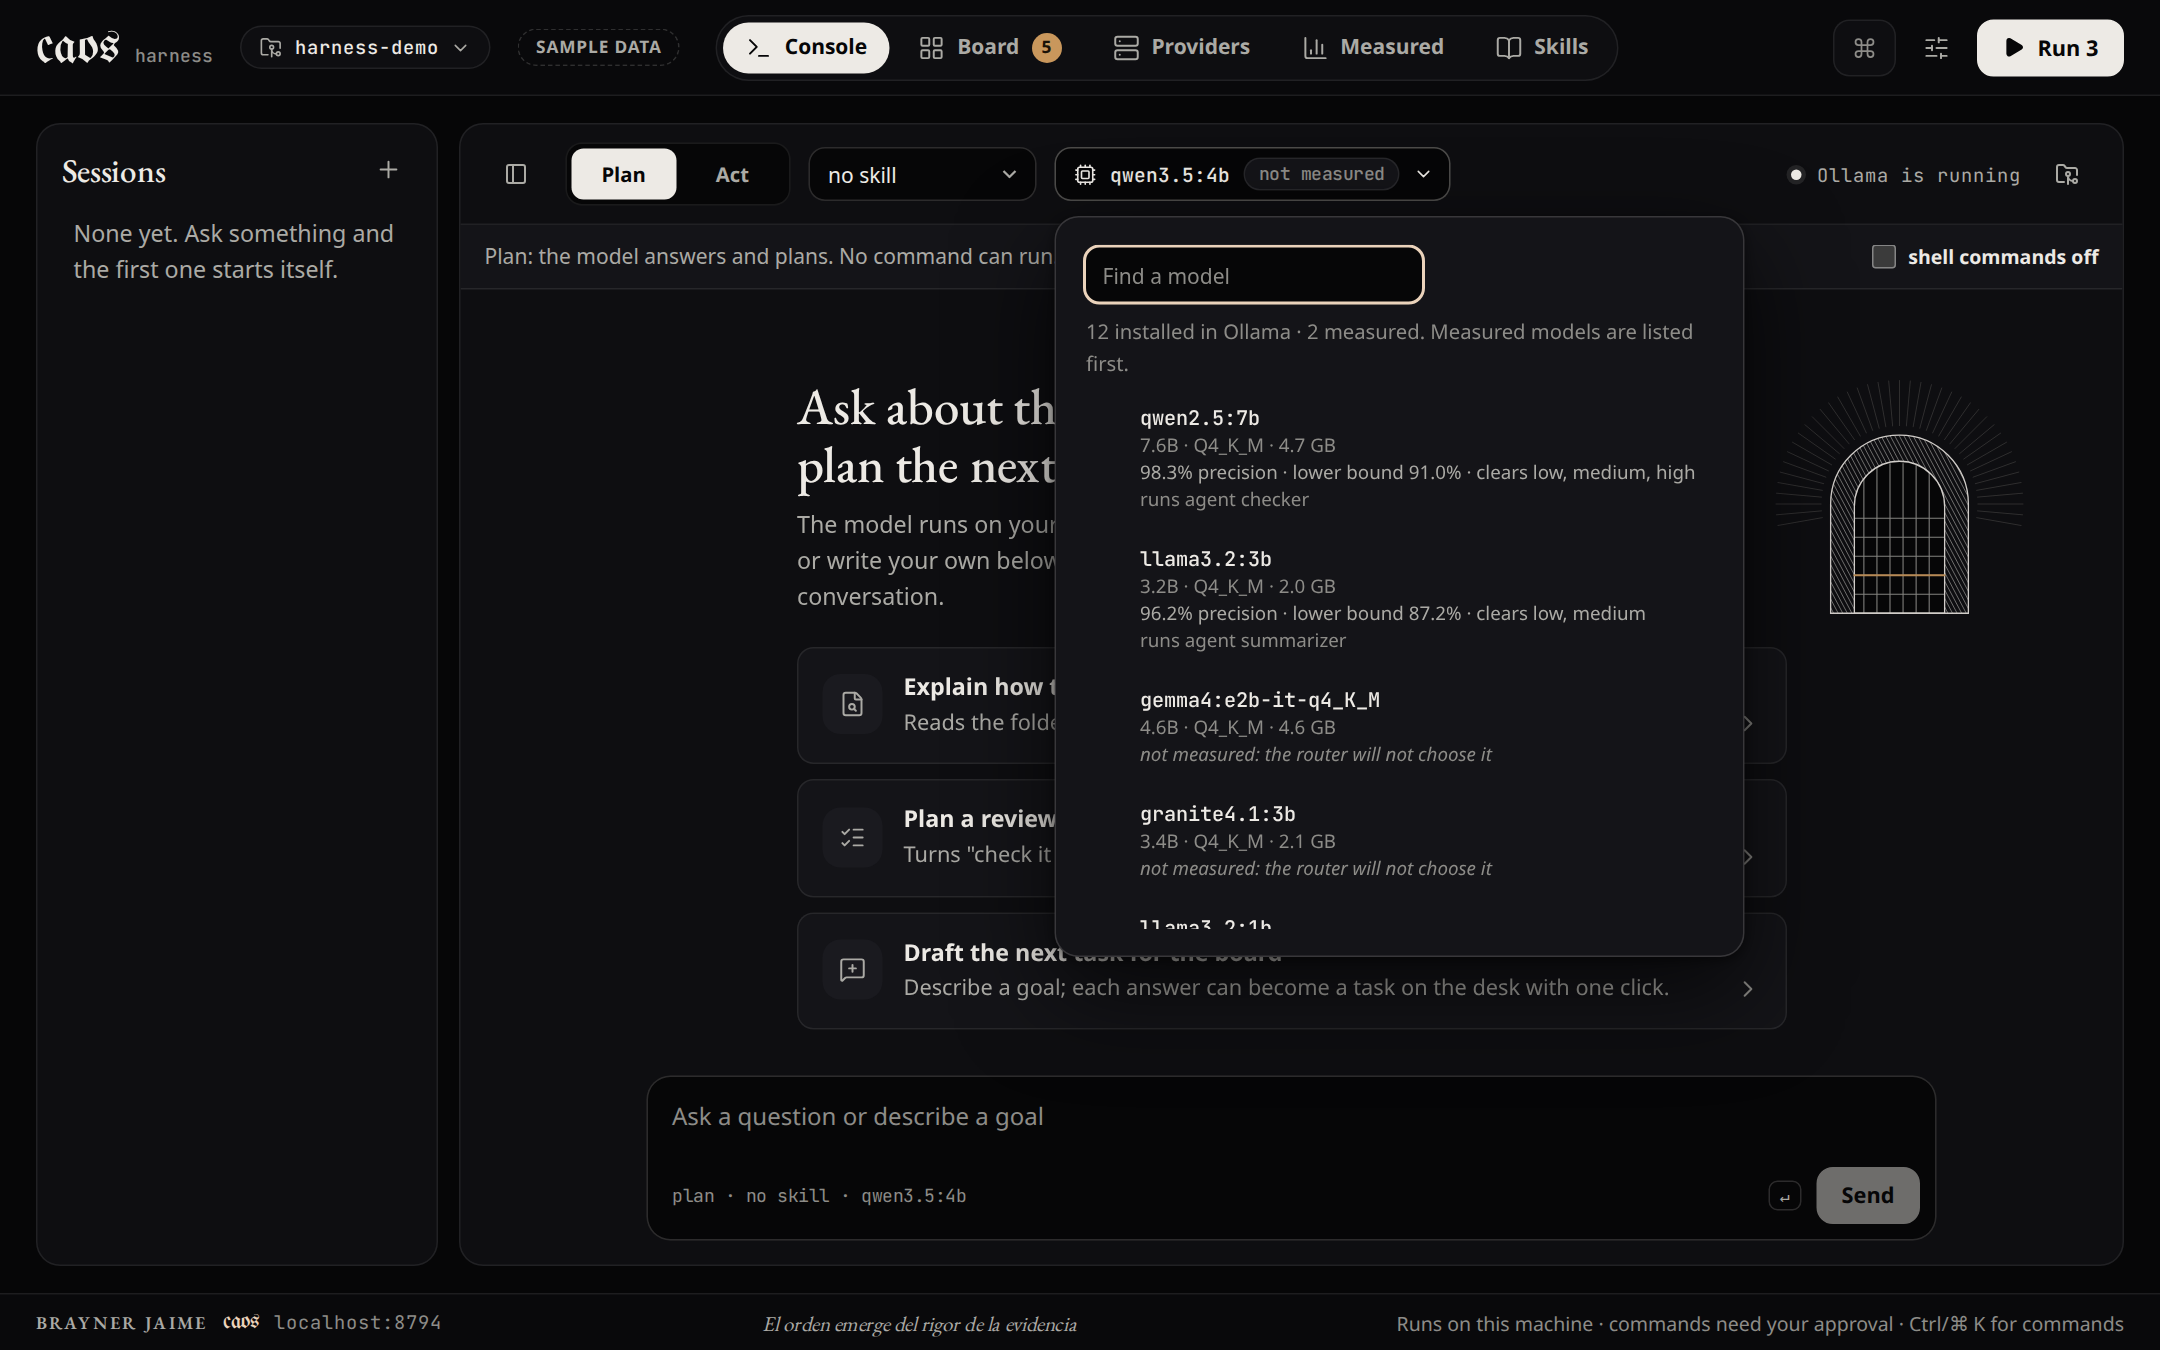 caos harness
harness-demo
SAMPLE DATA
Console
Board 5
Providers
Measured
Skills
⌘
Run 3
Sessions
None yet. Ask something and
the first one starts itself.
Plan
Act
no skill
qwen3.5:4b not measured
Ollama is running
Plan: the model answers and plans. No command can run
shell commands off
Find a model
12 installed in Ollama · 2 measured. Measured models are listed
first.
qwen2.5:7b
7.6B · Q4_K_M · 4.7 GB
98.3% precision · lower bound 91.0% · clears low, medium, high
runs agent checker
llama3.2:3b
3.2B · Q4_K_M · 2.0 GB
96.2% precision · lower bound 87.2% · clears low, medium
runs agent summarizer
gemma4:e2b-it-q4_K_M
4.6B · Q4_K_M · 4.6 GB
not measured: the router will not choose it
granite4.1:3b
3.4B · Q4_K_M · 2.1 GB
not measured: the router will not choose it
llama3.2:1b
Ask about th
plan the next
The model runs on your
or write your own below
conversation.
Explain how t
Reads the folde
Plan a review
Turns "check it
Draft the next task for the board
Describe a goal; each answer can become a task on the desk with one click.
Ask a question or describe a goal
plan · no skill · qwen3.5:4b
↵
Send
BRAYNER JAIME caos localhost:8794
El orden emerge del rigor de la evidencia
Runs on this machine · commands need your approval · Ctrl/⌘ K for commands